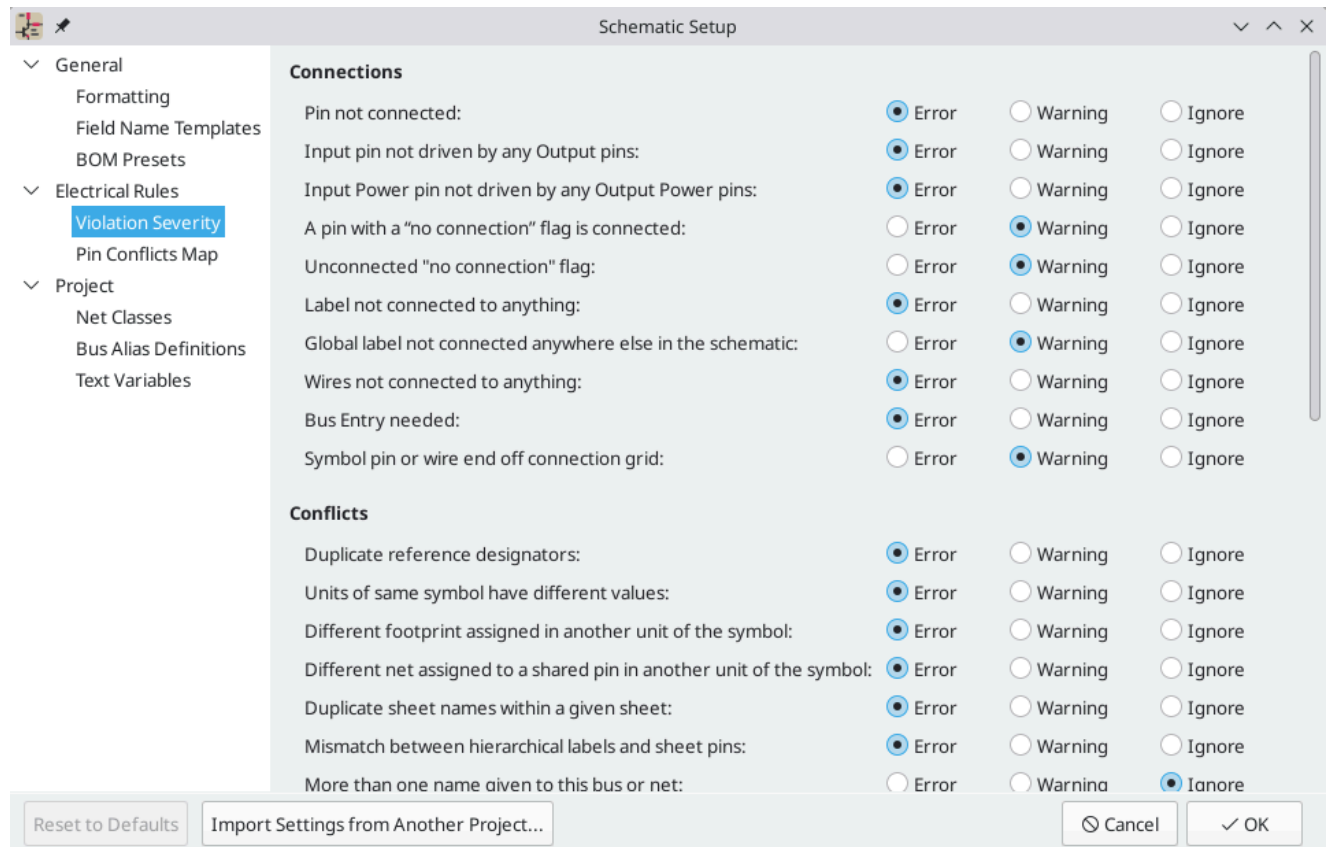 Schematic Setup
General
Formatting
Field Name Templates
BOM Presets
Electrical Rules
Violation Severity
Pin Conflicts Map
Project
Net Classes
Bus Alias Definitions
Text Variables
Connections
Pin not connected: Error Warning Ignore
Input pin not driven by any Output pins: Error Warning Ignore
Input Power pin not driven by any Output Power pins: Error Warning Ignore
A pin with a “no connection” flag is connected: Error Warning Ignore
Unconnected "no connection" flag: Error Warning Ignore
Label not connected to anything: Error Warning Ignore
Global label not connected anywhere else in the schematic: Error Warning Ignore
Wires not connected to anything: Error Warning Ignore
Bus Entry needed: Error Warning Ignore
Symbol pin or wire end off connection grid: Error Warning Ignore
Conflicts
Duplicate reference designators: Error Warning Ignore
Units of same symbol have different values: Error Warning Ignore
Different footprint assigned in another unit of the symbol: Error Warning Ignore
Different net assigned to a shared pin in another unit of the symbol: Error Warning Ignore
Duplicate sheet names within a given sheet: Error Warning Ignore
Mismatch between hierarchical labels and sheet pins: Error Warning Ignore
More than one name given to this bus or net: Error Warning Ignore
Reset to Defaults Import Settings from Another Project... Cancel OK